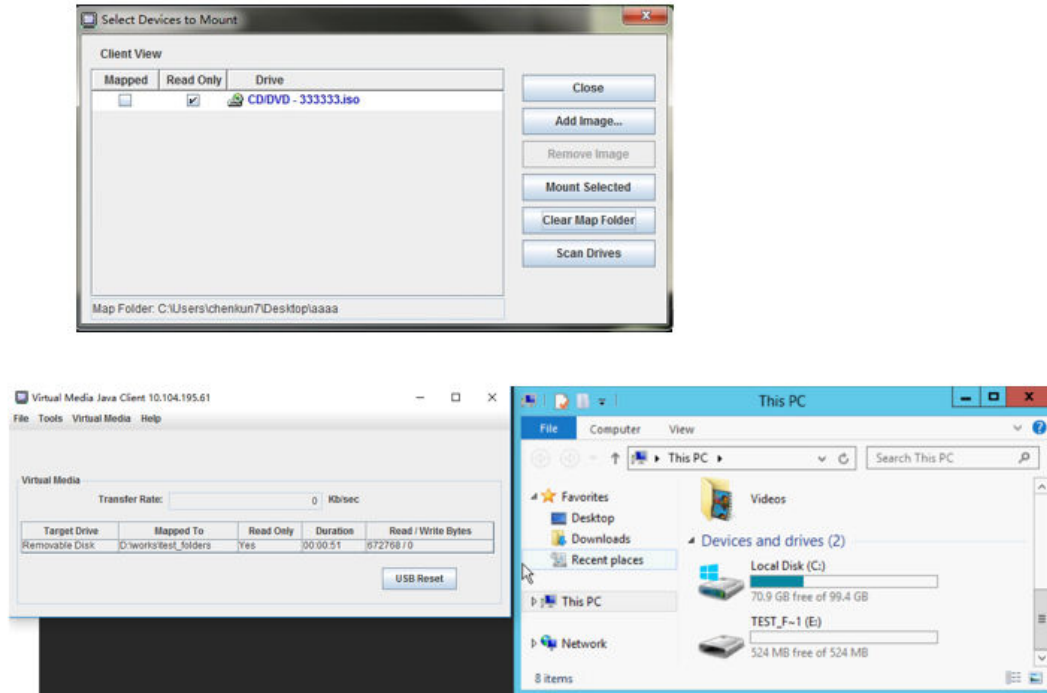 Select Devices to Mount
Client View
Mapped Read Only Drive
CD/DVD - 333333.iso
Close
Add Image...
Remove Image
Mount Selected
Clear Map Folder
Scan Drives
Map Folder: C:\Users\chenkun7\Desktop\aaaa
Virtual Media Java Client 10.104.195.61
File Tools Virtual Media Help
Virtual Media
Transfer Rate: 0 Kb/sec
Target Drive Mapped To Read Only Duration Read / Write Bytes
Removable Disk D:\works\test_folders Yes 00:00:51 672768 / 0
USB Reset
This PC
File Computer View
This PC
Search This PC
Favorites
Desktop
Downloads
Recent places
This PC
Network
Videos
Devices and drives (2)
Local Disk (C:)
70.9 GB free of 99.4 GB
TEST_F~1 (E:)
524 MB free of 524 MB
8 items